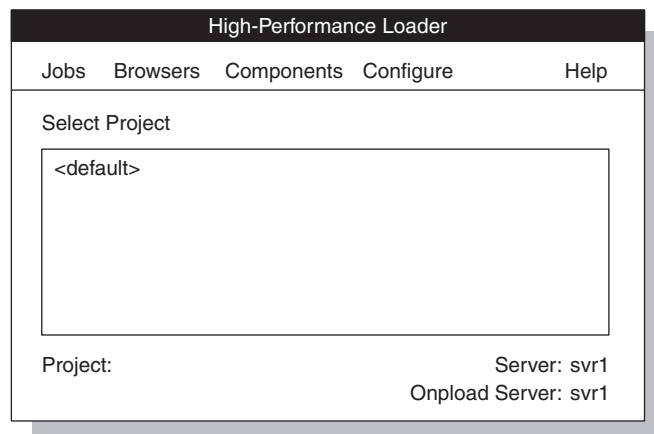 High-Performance Loader
Jobs Browsers Components Configure Help
Select Project
<default>
Project: Server: svr1
Onpload Server: svr1